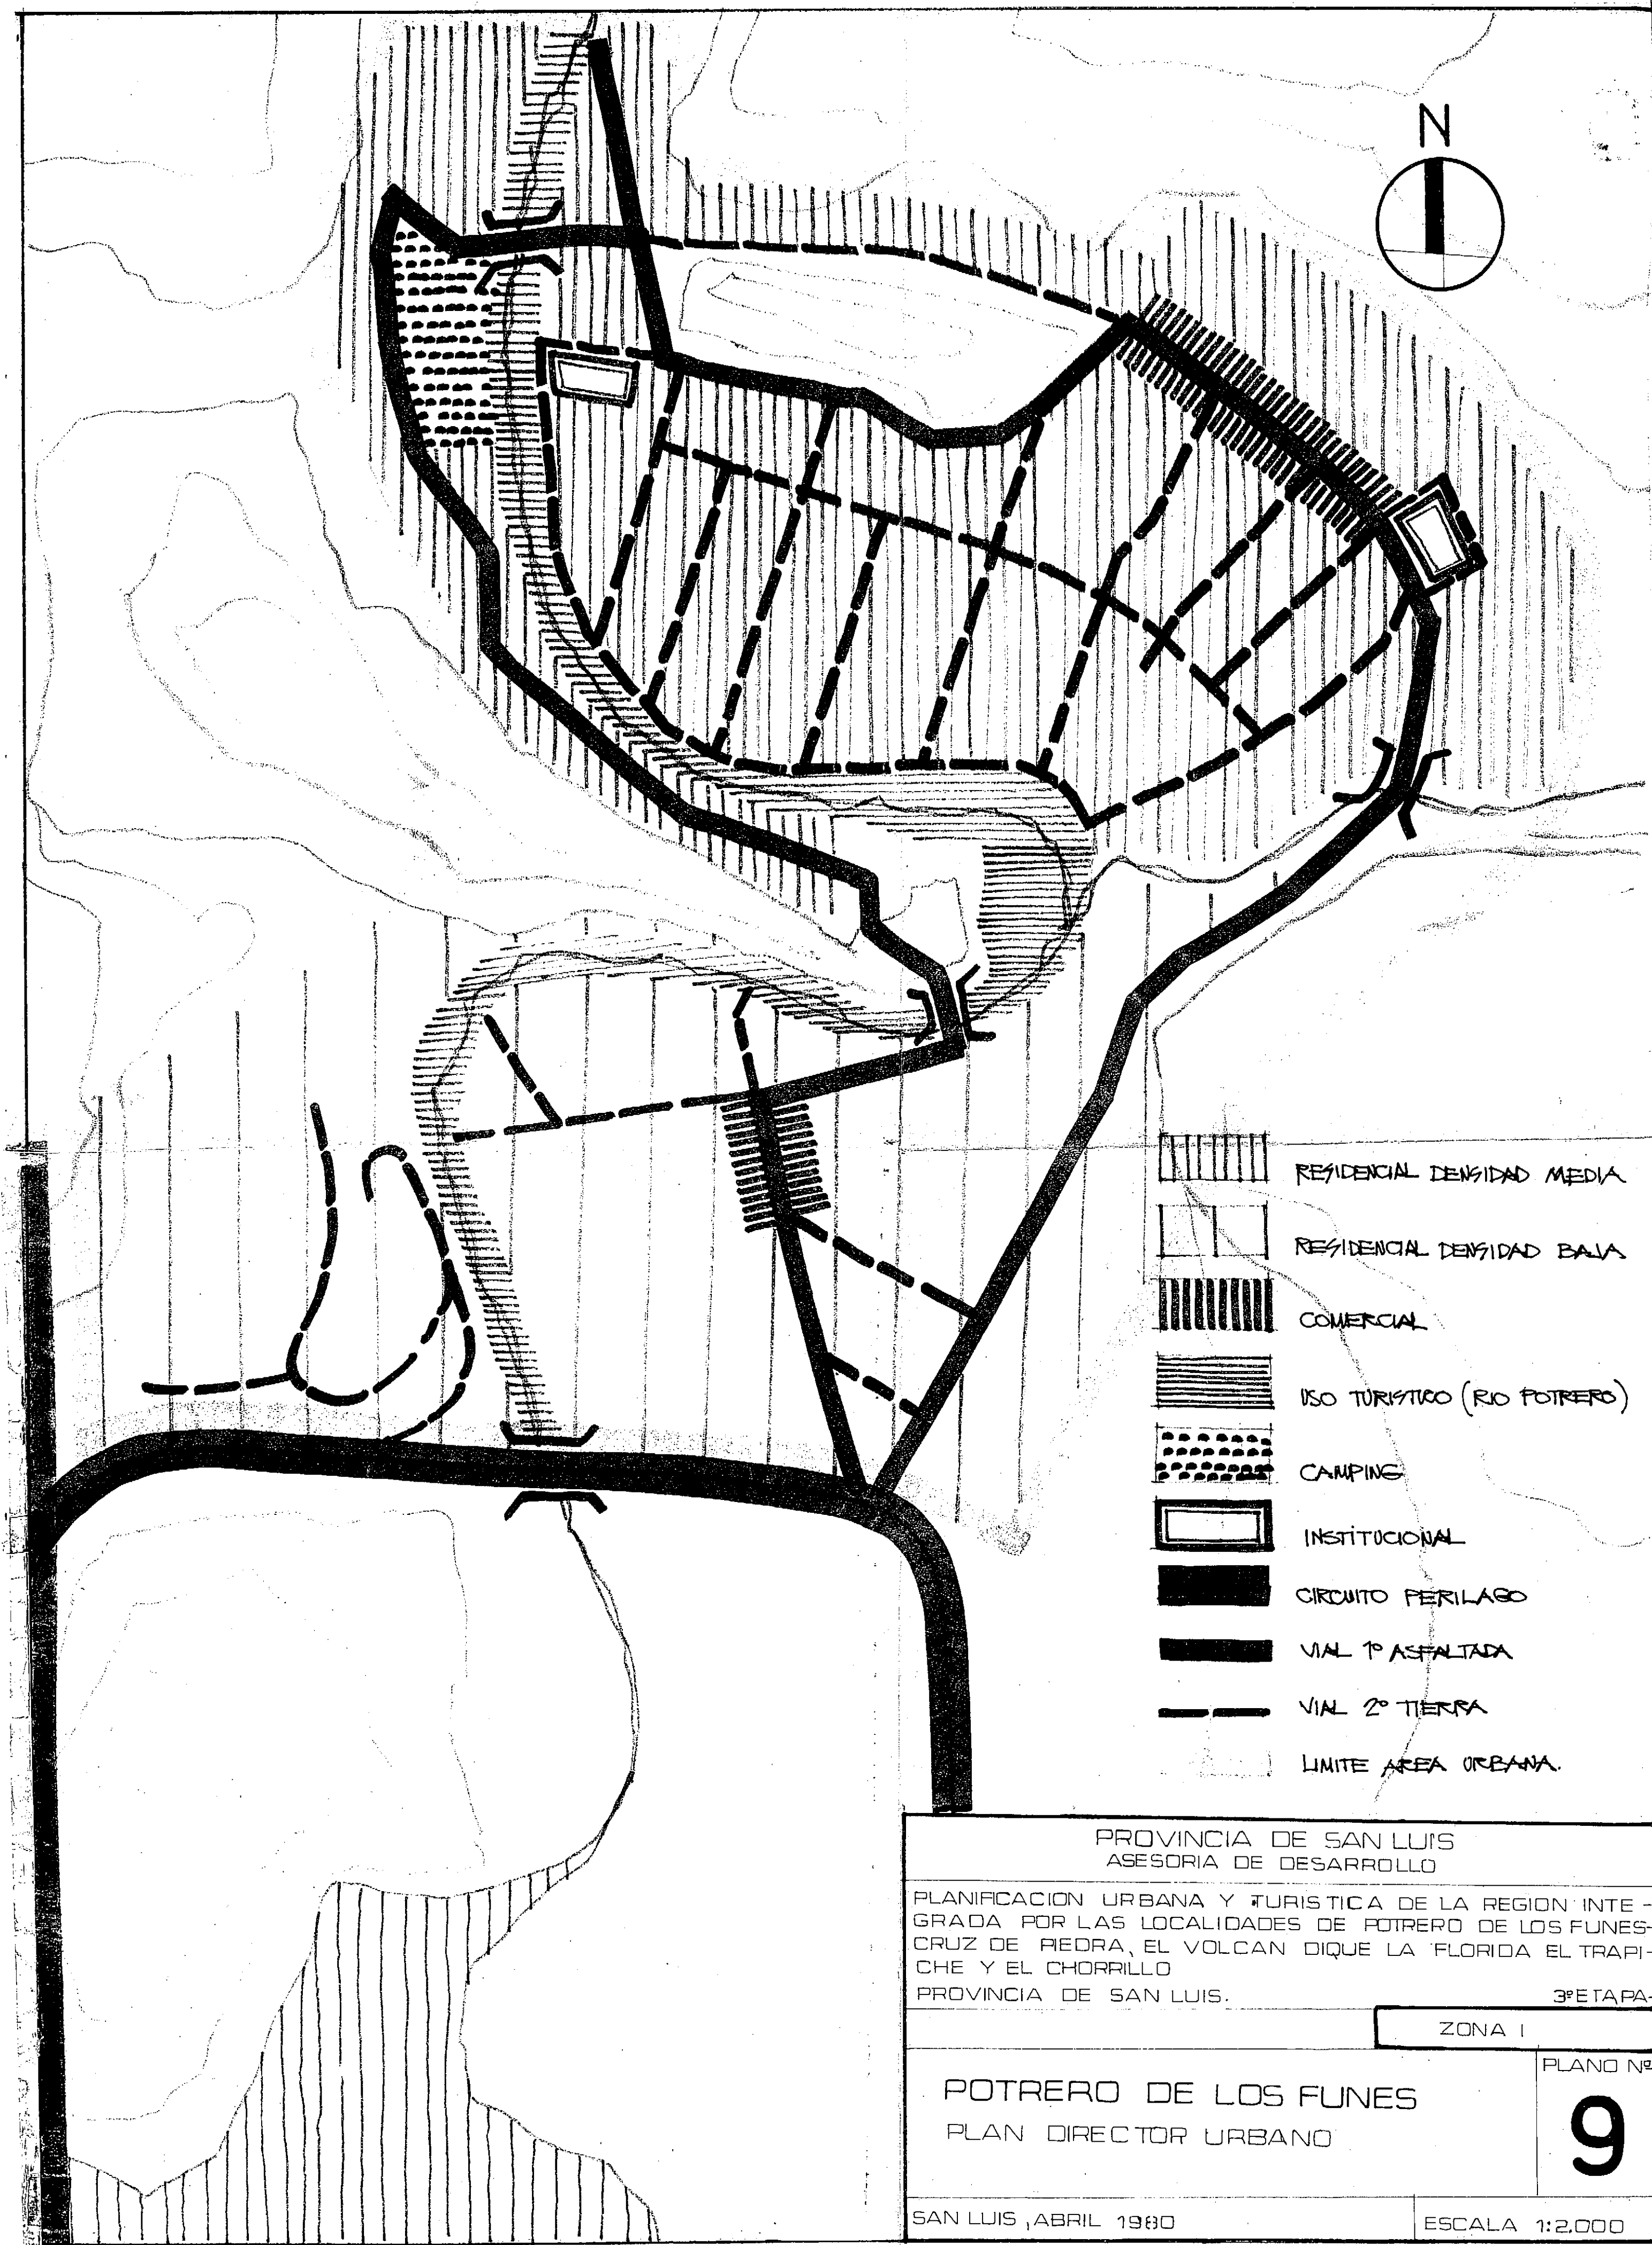 N
RESIDENCIAL DENSIDAD MEDIA
RESIDENCIAL DENSIDAD BAJA
COMERCIAL
USO TURISTICO (RIO POTRERO)
CAMPING
INSTITUCIONAL
CIRCUITO PERILAGO
VIAL 1º ASFALTADA
VIAL 2º TIERRA
LIMITE AREA URBANA.
PROVINCIA DE SAN LUIS
ASESORIA DE DESARROLLO
PLANIFICACION URBANA Y TURISTICA DE LA REGION INTE-
GRADA POR LAS LOCALIDADES DE POTRERO DE LOS FUNES-
CRUZ DE PIEDRA, EL VOLCAN DIQUE LA FLORIDA EL TRAPI-
CHE Y EL CHORRILLO
PROVINCIA DE SAN LUIS. 3ºETAPA-
ZONA I
POTRERO DE LOS FUNES
PLAN DIRECTOR URBANO
PLANO Nº
9
SAN LUIS, ABRIL 1980
ESCALA 1:2.000